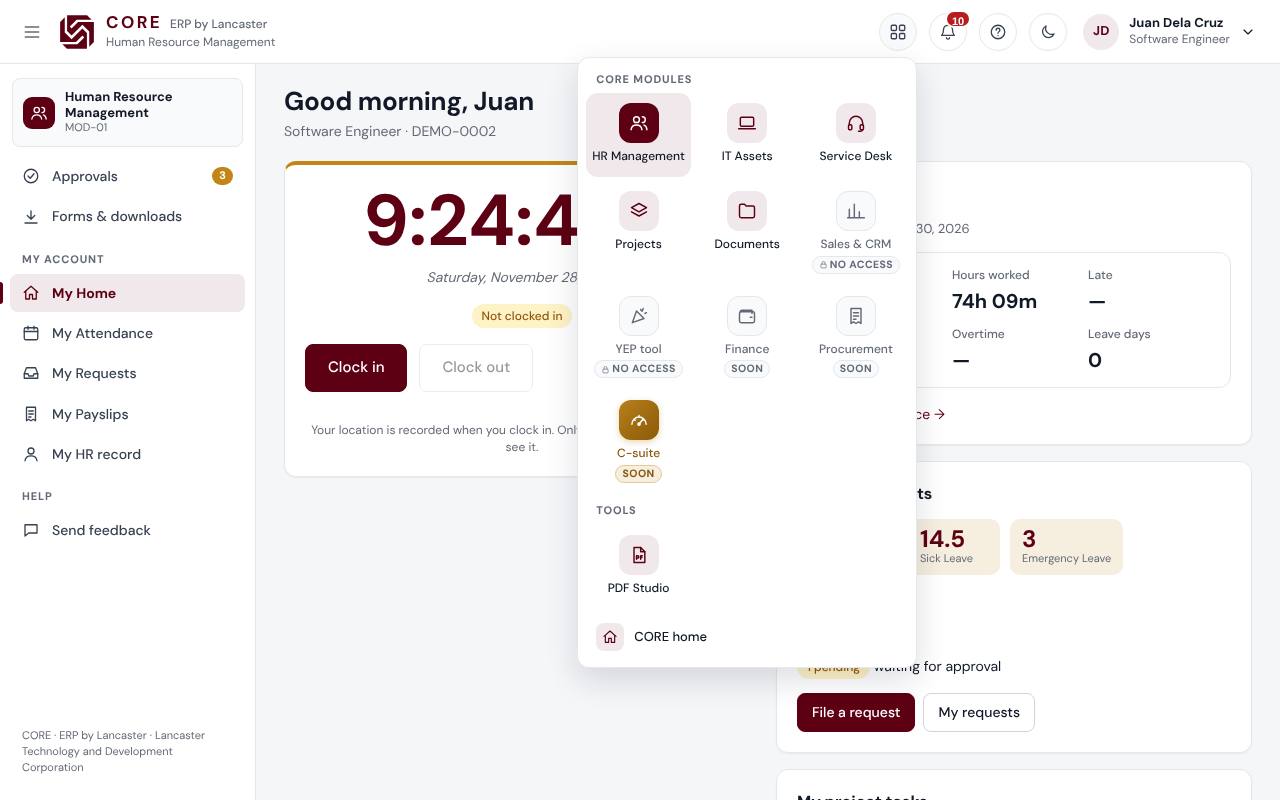 CORE ERP by Lancaster
Human Resource Management
10
JD
Juan Dela Cruz
Software Engineer
Human Resource
Management
MOD-01
Approvals 3
Forms & downloads
MY ACCOUNT
My Home
My Attendance
My Requests
My Payslips
My HR record
HELP
Send feedback
CORE · ERP by Lancaster · Lancaster
Technology and Development
Corporation
Good morning, Juan
Software Engineer · DEMO-0002
9:24:4
Saturday, November 28
Not clocked in
Clock in Clock out
Your location is recorded when you clock in.
see it.
CORE MODULES
HR Management IT Assets Service Desk
Projects Documents Sales & CRM
NO ACCESS
YEP tool Finance Procurement
NO ACCESS SOON SOON
C-suite
SOON
TOOLS
PDF Studio
CORE home
30, 2026
Hours worked Late
74h 09m —
Overtime Leave days
— 0
14.5 3
Sick Leave Emergency Leave
waiting for approval
File a request My requests
My project tasks